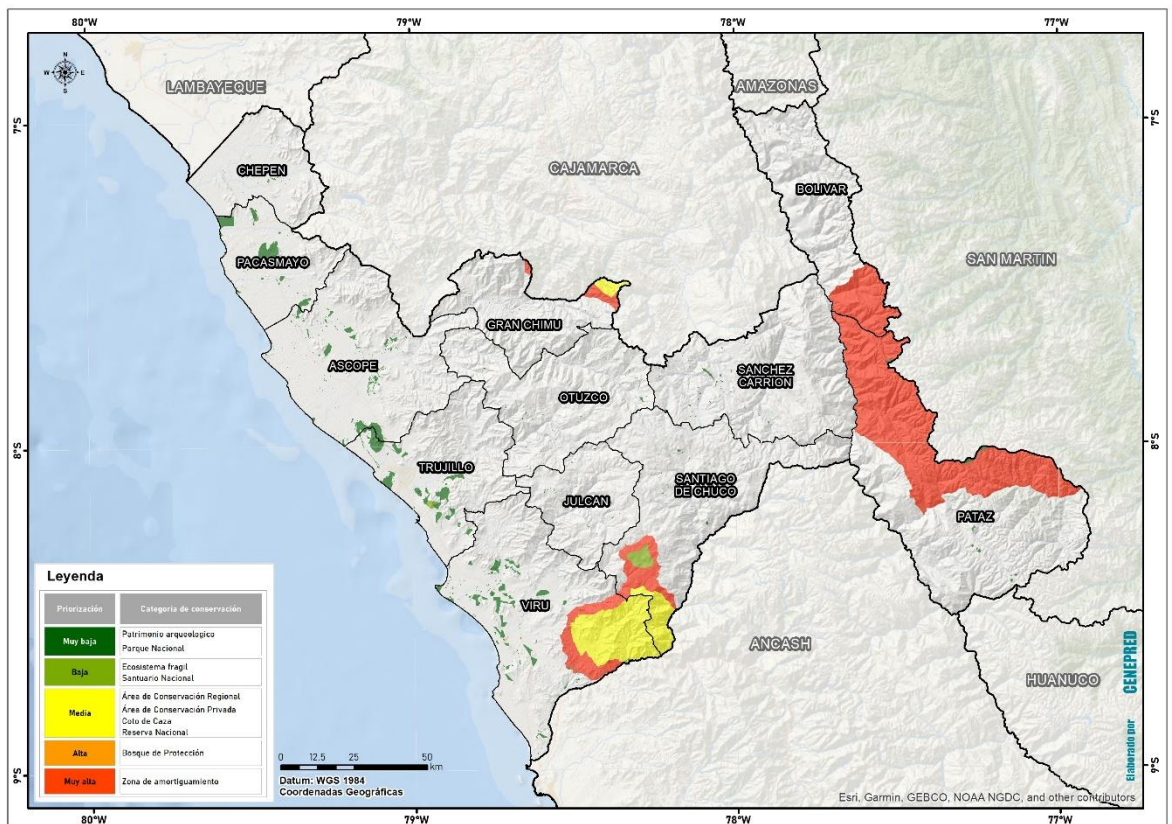 80°W
79°W
78°W
77°W
N
W
E
S
LAMBAYEQUE
AMAZONAS
7°S
7°S
CHEPEN
CAJAMARCA
BOLIVAR
PACASMAYO
SAN MARTIN
GRAN CHIMU
ASCOPE
SANCHEZ
CARRION
OTUZCO
8°S
8°S
TRUJILLO
JULCAN
SANTIAGO
DE CHUCO
PATAZ
VIRU
ANCASH
HUANUCO
Leyenda
Priorización
Categoría de conservación
Muy baja
Patrimonio arqueologico
Parque Nacional
Baja
Ecosistema fragil
Santuario Nacional
Media
Área de Conservación Regional
Área de Conservación Privada
Coto de Caza
Reserva Nacional
Alta
Bosque de Protección
Muy alta
Zona de amortiguamiento
0 12.5 25 50
km
Datum: WGS 1984
Coordenadas Geográficas
Elaborado por CENEPRED
9°S
9°S
Esri, Garmin, GEBCO, NOAA NGDC, and other contributors
80°W
79°W
78°W
77°W